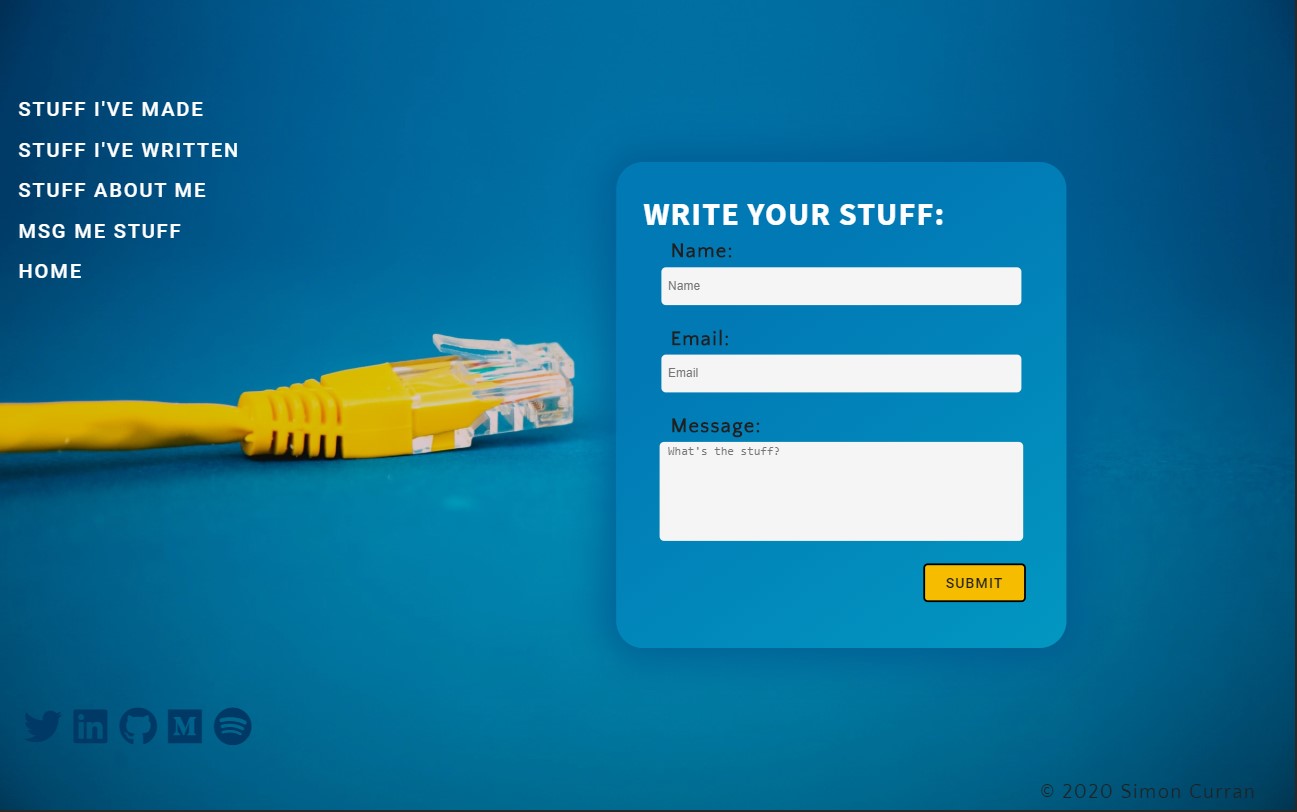 STUFF I'VE MADE
STUFF I'VE WRITTEN
STUFF ABOUT ME
MSG ME STUFF
HOME
WRITE YOUR STUFF:
Name:
Name
Email:
Email
Message:
What's the stuff?
SUBMIT
in
M
© 2020 Simon Curran